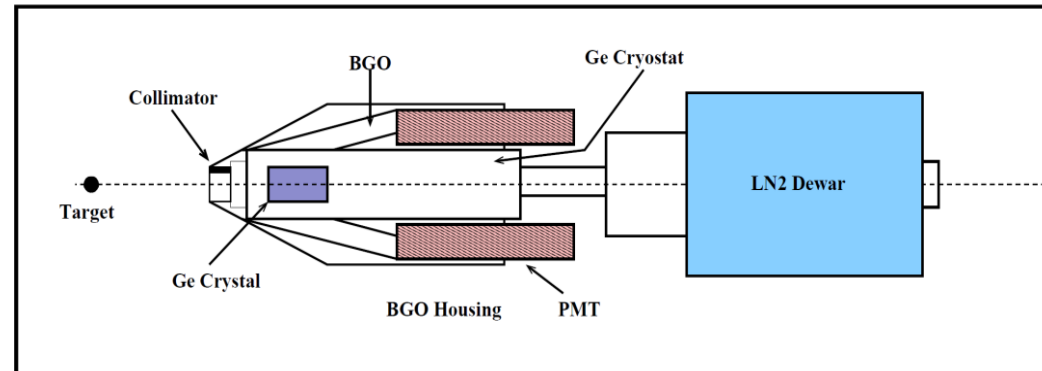 BGO
Ge Cryostat
Collimator
LN2 Dewar
Target
Ge Crystal
BGO Housing
PMT